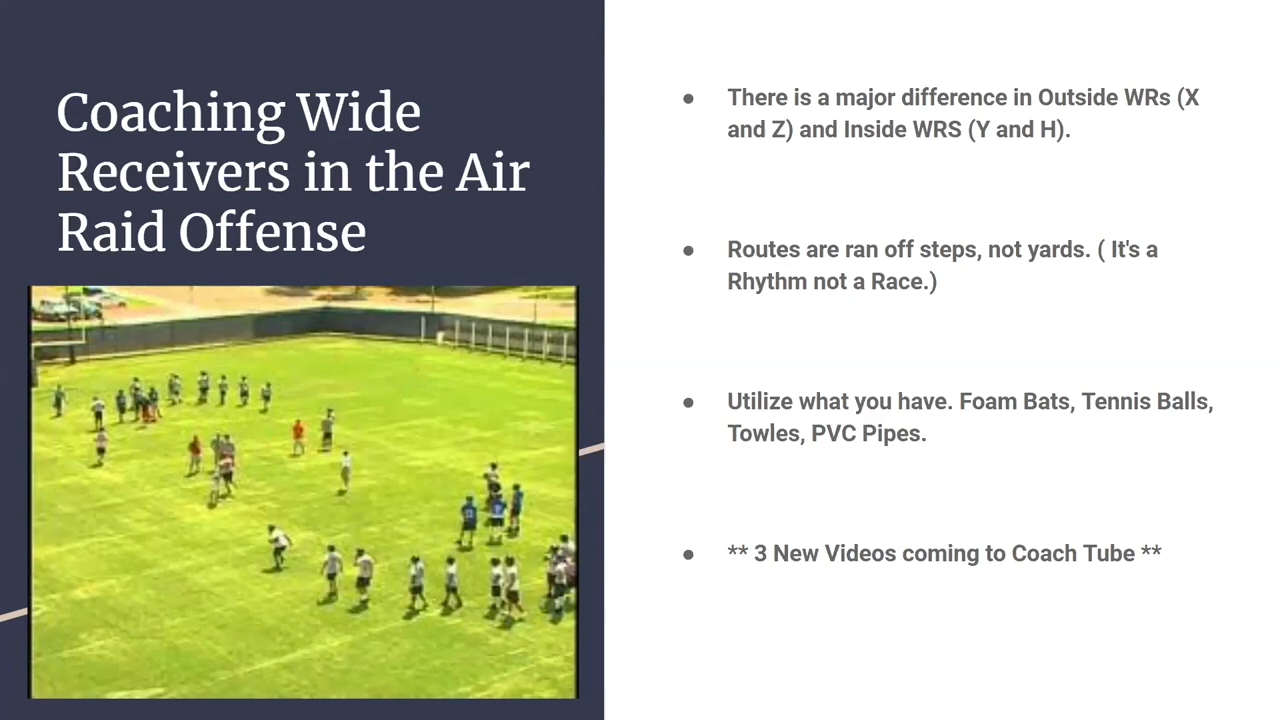 Coaching Wide
Receivers in the Air
Raid Offense
There is a major difference in Outside WRs (X
and Z) and Inside WRS (Y and H).
Routes are ran off steps, not yards. ( It's a
Rhythm not a Race.)
Utilize what you have. Foam Bats, Tennis Balls,
Towles, PVC Pipes.
** 3 New Videos coming to Coach Tube **